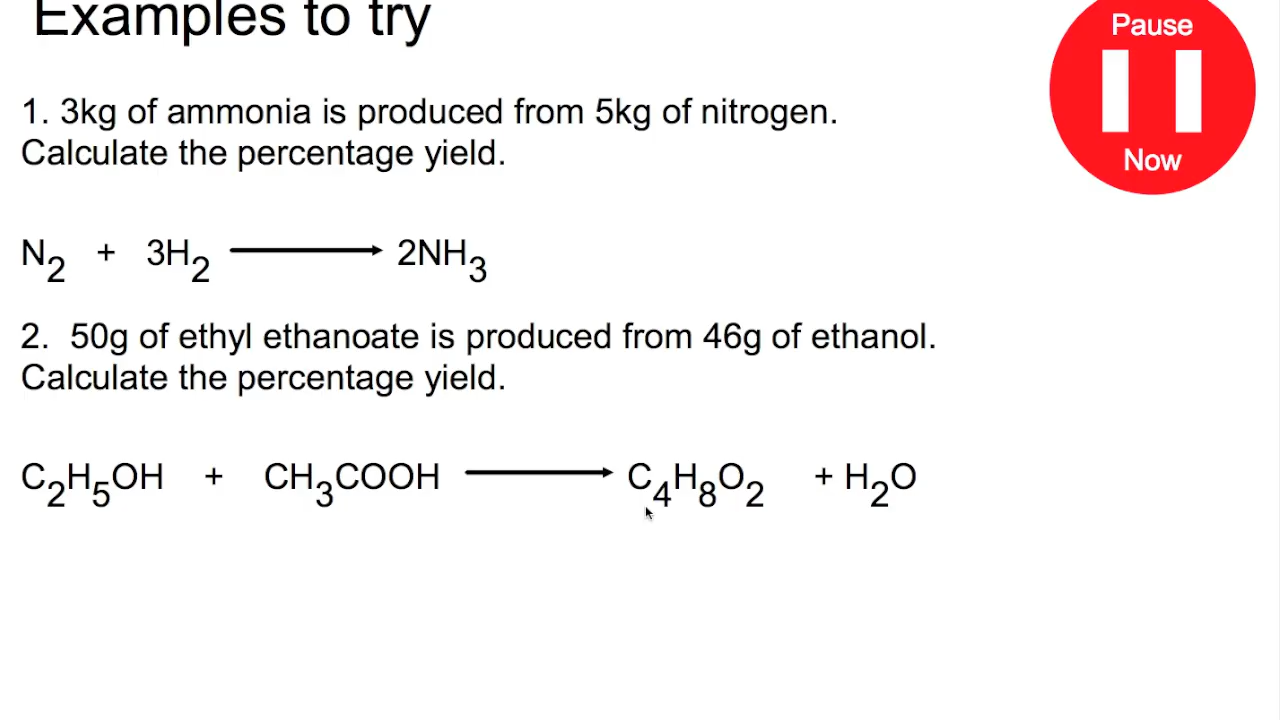 Examples to try
Pause
Now
1. 3kg of ammonia is produced from 5kg of nitrogen.
Calculate the percentage yield.
N₂ + 3H₂ ⟶ 2NH₃
2. 50g of ethyl ethanoate is produced from 46g of ethanol.
Calculate the percentage yield.
C₂H₅OH + CH₃COOH ⟶ C₄H₈O₂ + H₂O